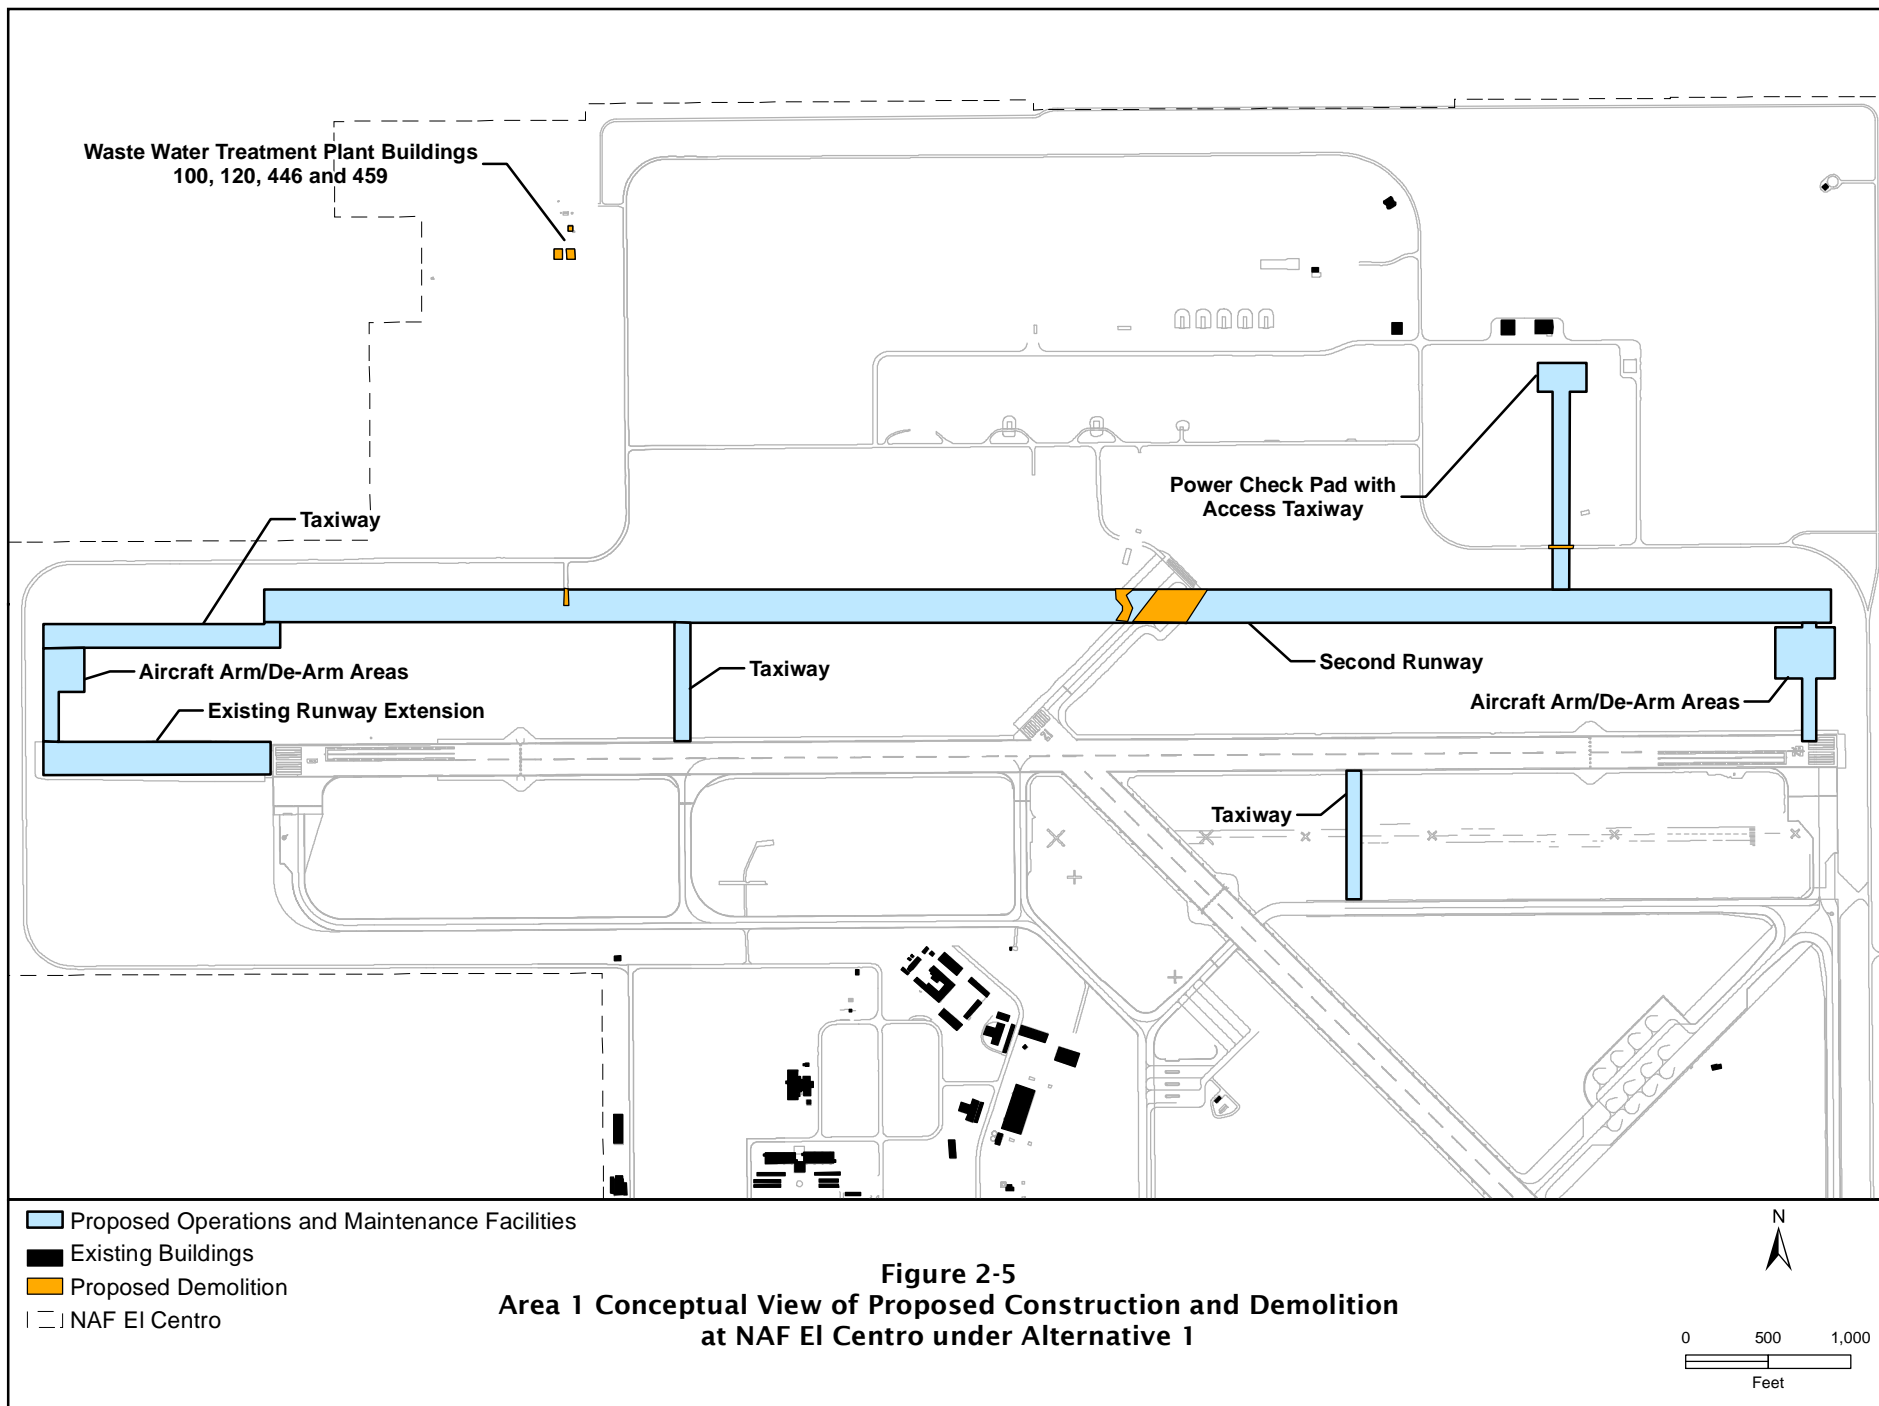 Waste Water Treatment Plant Buildings
100, 120, 446 and 459
Power Check Pad with
Access Taxiway
Taxiway
Second Runway
Aircraft Arm/De-Arm Areas
Taxiway
Aircraft Arm/De-Arm Areas
Existing Runway Extension
21
Taxiway
Proposed Operations and Maintenance Facilities
Existing Buildings
Proposed Demolition
NAF El Centro
Figure 2-5
Area 1 Conceptual View of Proposed Construction and Demolition
at NAF El Centro under Alternative 1
N
0 500 1,000
Feet